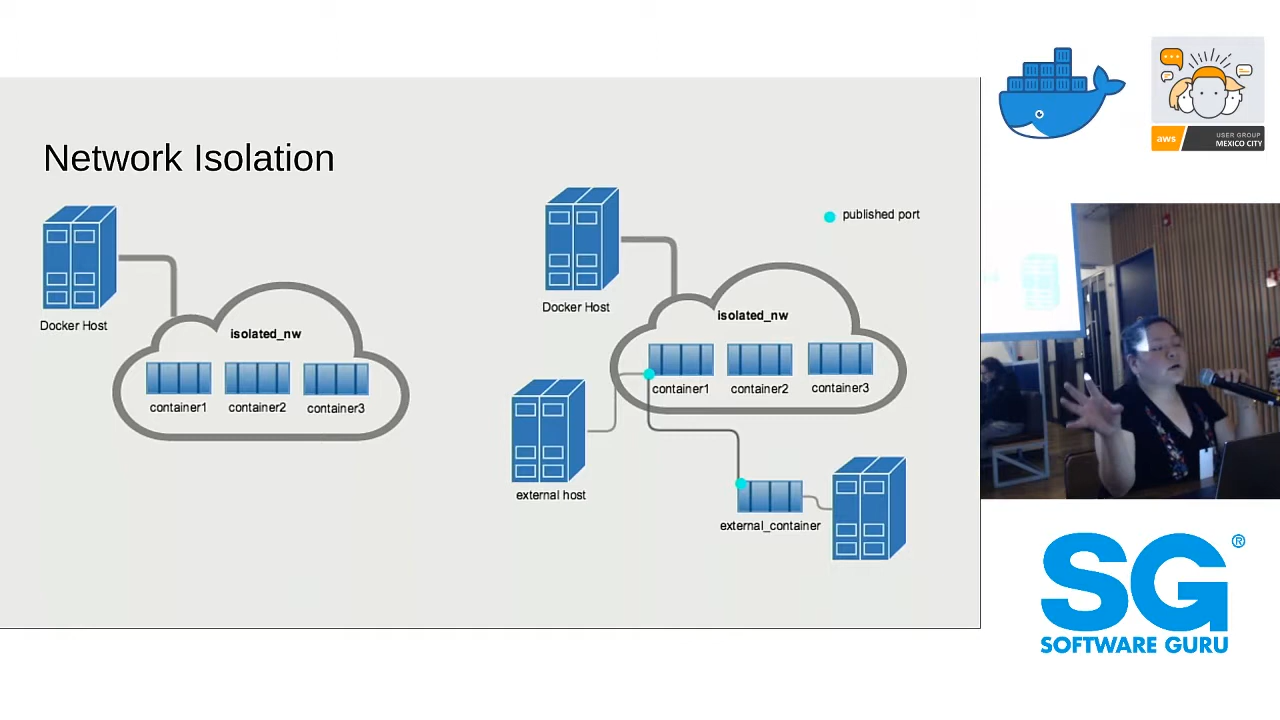 Network Isolation
Docker Host
isolated_nw
container1
container2
container3
published port
Docker Host
isolated_nw
container1
container2
container3
external host
external_container
aws
USER GROUP
MEXICO CITY
SG®
SOFTWARE GURU